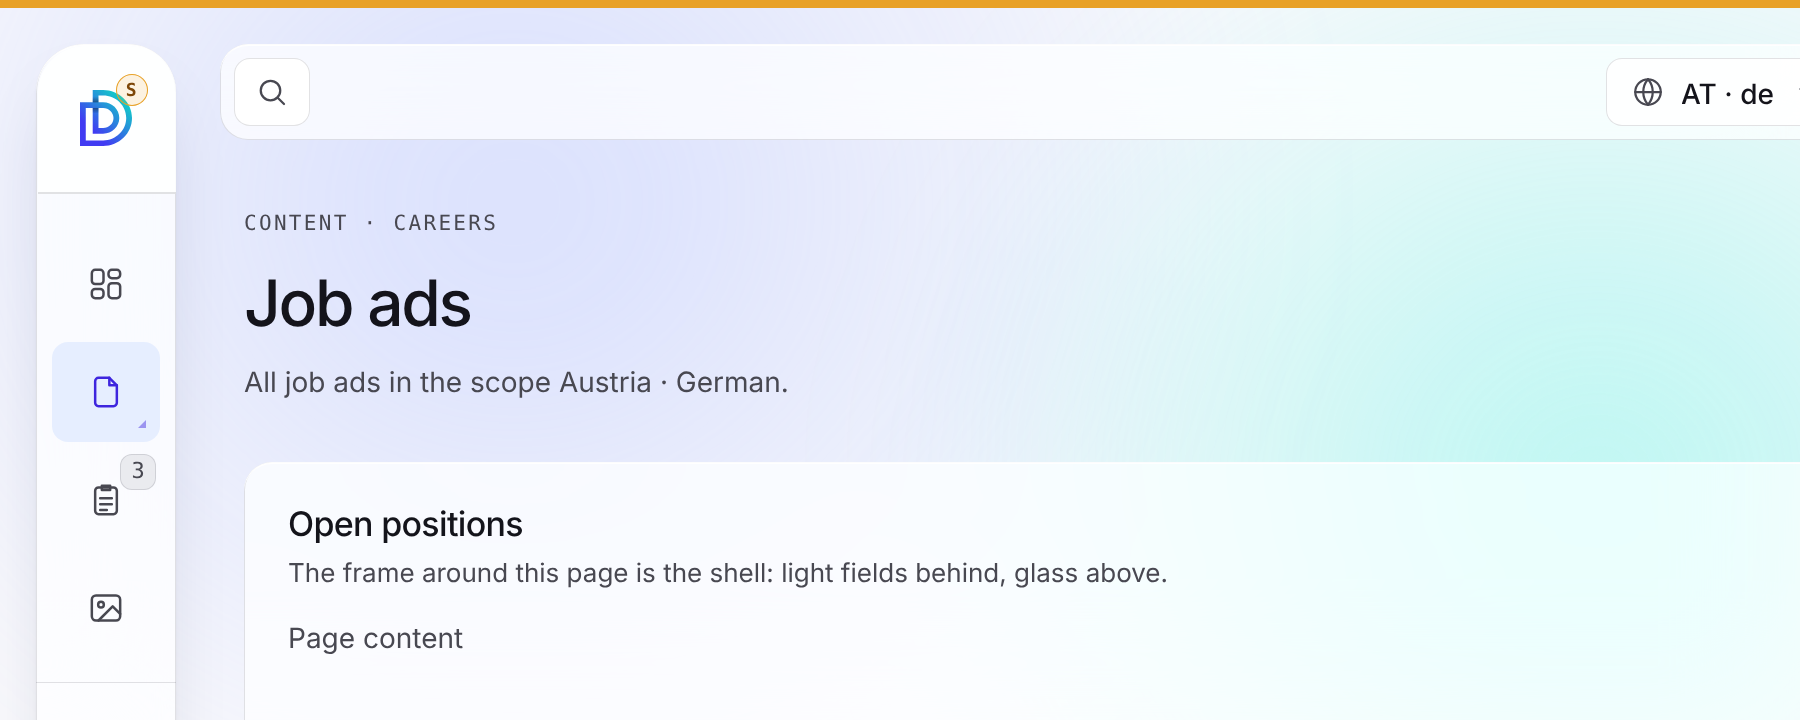 S
AT · de
CONTENT · CAREERS
Job ads
All job ads in the scope Austria · German.
3
Open positions
The frame around this page is the shell: light fields behind, glass above.
Page content